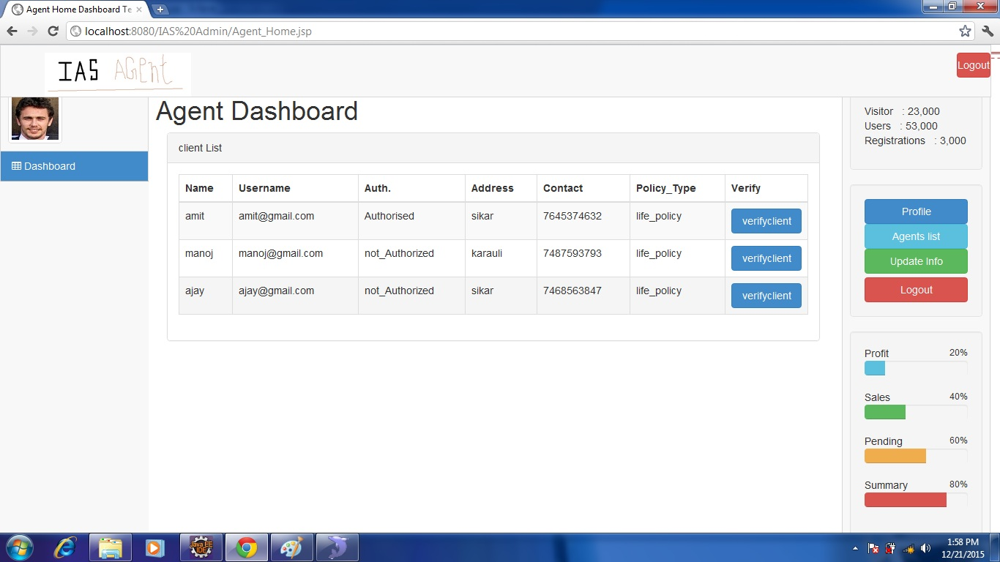 Agent Home Dashboard Te
localhost:8080/IAS%20Admin/Agent_Home.jsp
IAS AGent
Logout
Agent Dashboard
Dashboard
client List
Name Username Auth. Address Contact Policy_Type Verify
amit amit@gmail.com Authorised sikar 7645374632 life_policy verifyclient
manoj manoj@gmail.com not_Authorized karauli 7487593793 life_policy verifyclient
ajay ajay@gmail.com not_Authorized sikar 7468563847 life_policy verifyclient
Visitor : 23,000
Users : 53,000
Registrations : 3,000
Profile
Agents list
Update Info
Logout
Profit 20%
Sales 40%
Pending 60%
Summary 80%
Java EE
IDE
1:58 PM
12/21/2015